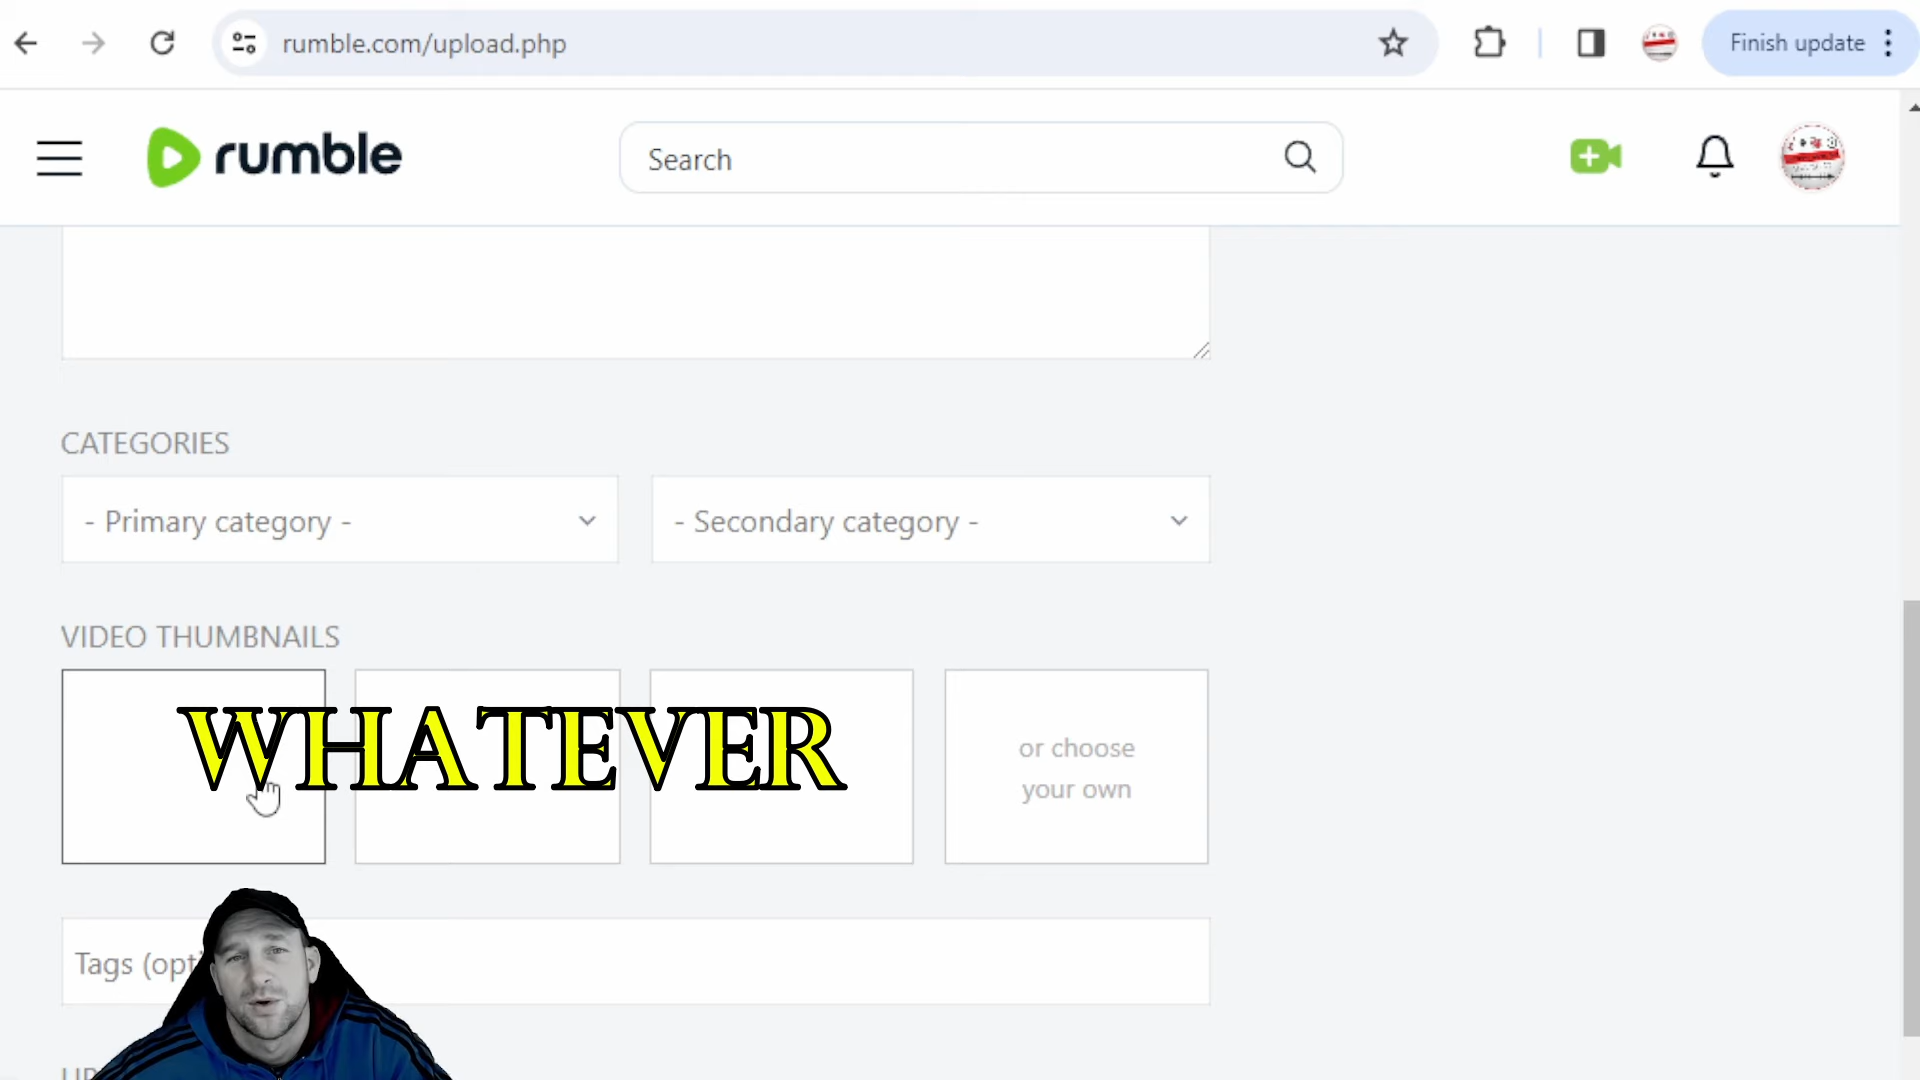 rumble.com/upload.php
Finish update
rumble
Search
CATEGORIES
- Primary category -
- Secondary category -
VIDEO THUMBNAILS
WHATEVER
or choose
your own
Tags